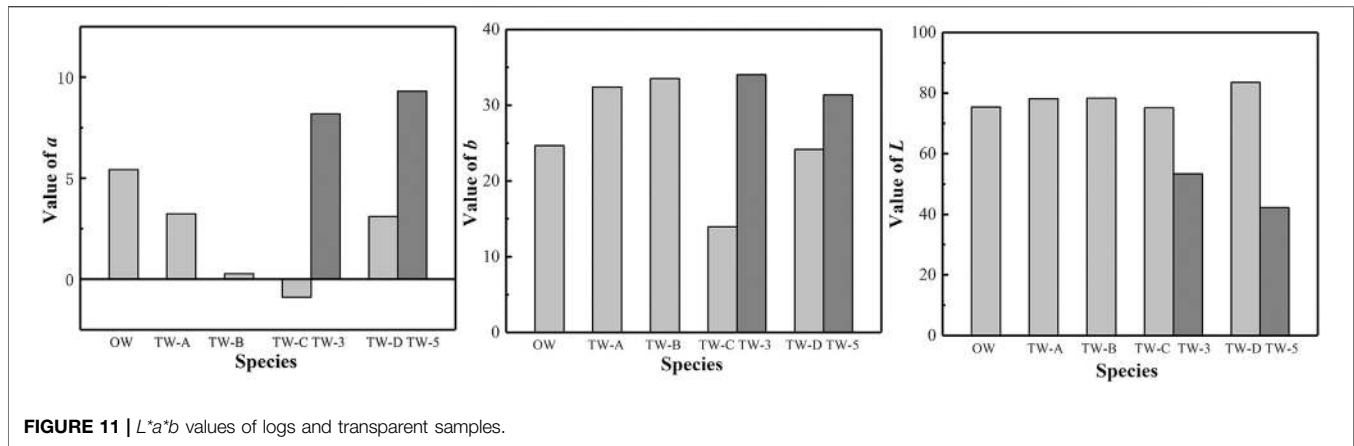 Value of a
10
5
0
OW TW-A TW-B TW-C TW-3 TW-D TW-5
Species
Value of b
40
30
20
10
0
OW TW-A TW-B TW-C TW-3 TW-D TW-5
Species
Value of L
100
80
60
40
20
0
OW TW-A TW-B TW-C TW-3 TW-D TW-5
Species
FIGURE 11 | L*a*b values of logs and transparent samples.